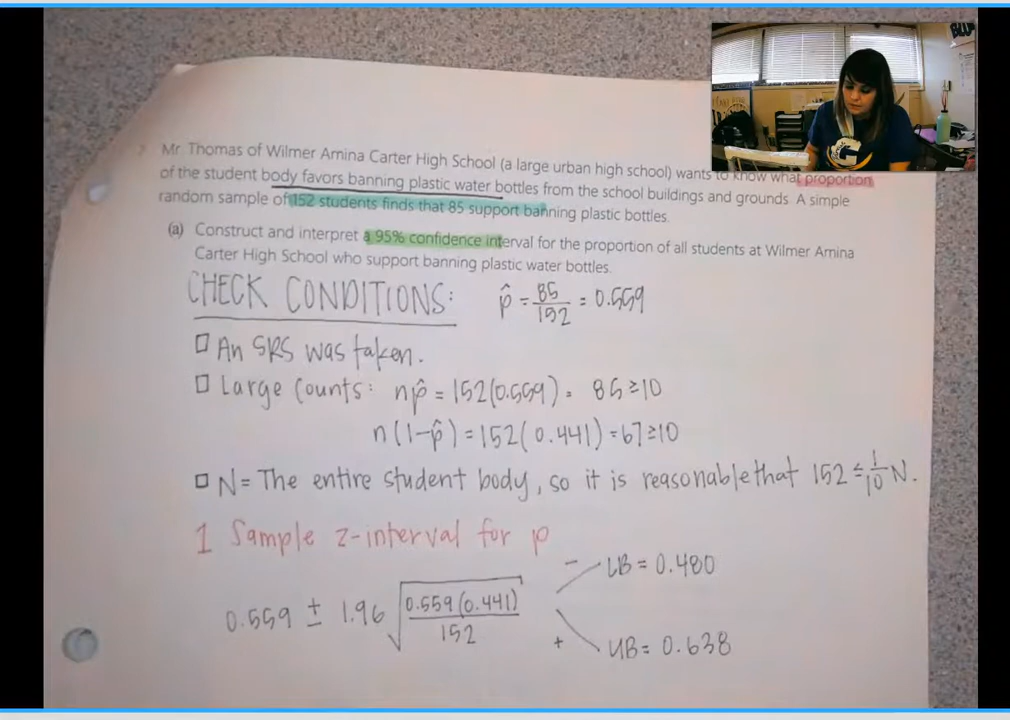 Mr. Thomas of Wilmer Amina Carter High School (a large urban high school) wants to know what proportion
of the student body favors banning plastic water bottles from the school buildings and grounds. A simple
random sample of 152 students finds that 85 support banning plastic bottles.
(a) Construct and interpret a 95% confidence interval for the proportion of all students at Wilmer Amina
Carter High School who support banning plastic water bottles.
CHECK CONDITIONS: p̂ = 85/152 = 0.559
□ An SRS was taken.
□ Large Counts: np̂ = 152(0.559) = 85 ≥ 10
n(1-p̂) = 152(0.441) = 67 ≥ 10
□ N = The entire student body, so it is reasonable that 152 ≤ 1/10 N.
1 Sample z-interval for p
0.559 ± 1.96 √(0.559(0.441)/152)
- LB = 0.480
+ UB = 0.638
G